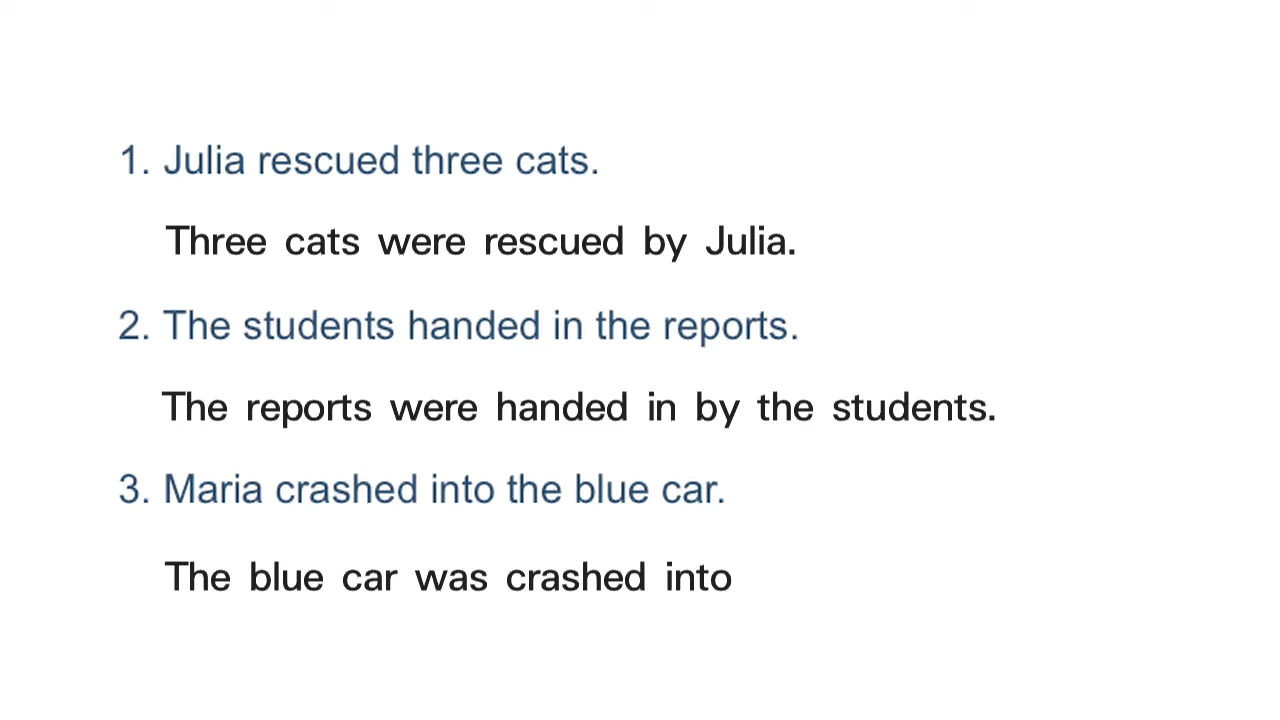 1. Julia rescued three cats.
Three cats were rescued by Julia.
2. The students handed in the reports.
The reports were handed in by the students.
3. Maria crashed into the blue car.
The blue car was crashed into